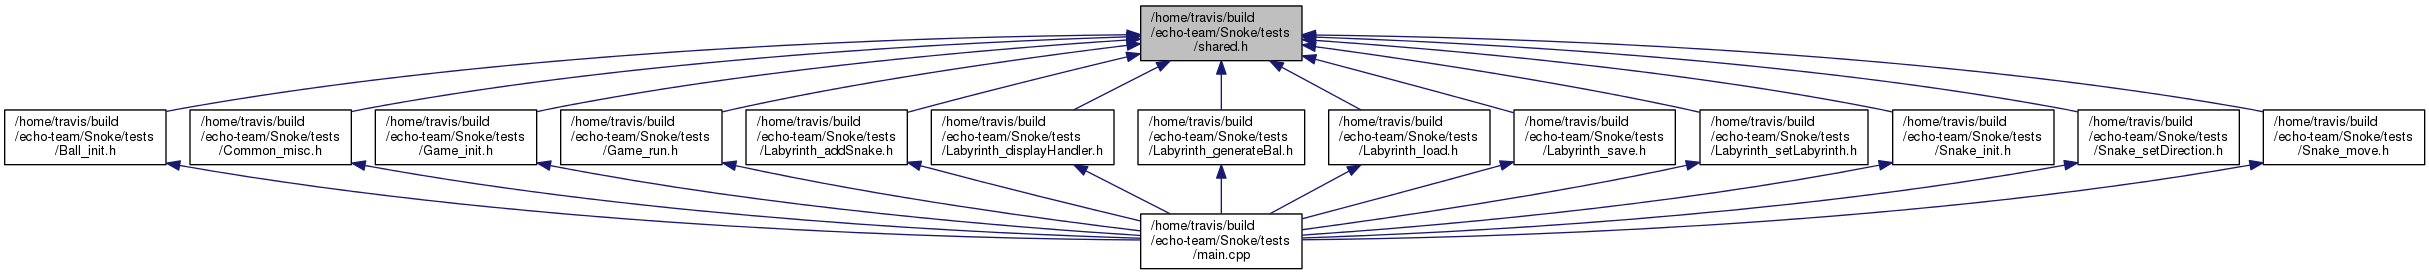 /home/travis/build
/echo-team/Snoke/tests
/shared.h
/home/travis/build
/echo-team/Snoke/tests
/Ball_init.h
/home/travis/build
/echo-team/Snoke/tests
/Common_misc.h
/home/travis/build
/echo-team/Snoke/tests
/Game_init.h
/home/travis/build
/echo-team/Snoke/tests
/Game_run.h
/home/travis/build
/echo-team/Snoke/tests
/Labyrinth_addSnake.h
/home/travis/build
/echo-team/Snoke/tests
/Labyrinth_displayHandler.h
/home/travis/build
/echo-team/Snoke/tests
/Labyrinth_generateBal.h
/home/travis/build
/echo-team/Snoke/tests
/Labyrinth_load.h
/home/travis/build
/echo-team/Snoke/tests
/Labyrinth_save.h
/home/travis/build
/echo-team/Snoke/tests
/Labyrinth_setLabyrinth.h
/home/travis/build
/echo-team/Snoke/tests
/Snake_init.h
/home/travis/build
/echo-team/Snoke/tests
/Snake_setDirection.h
/home/travis/build
/echo-team/Snoke/tests
/Snake_move.h
/home/travis/build
/echo-team/Snoke/tests
/main.cpp